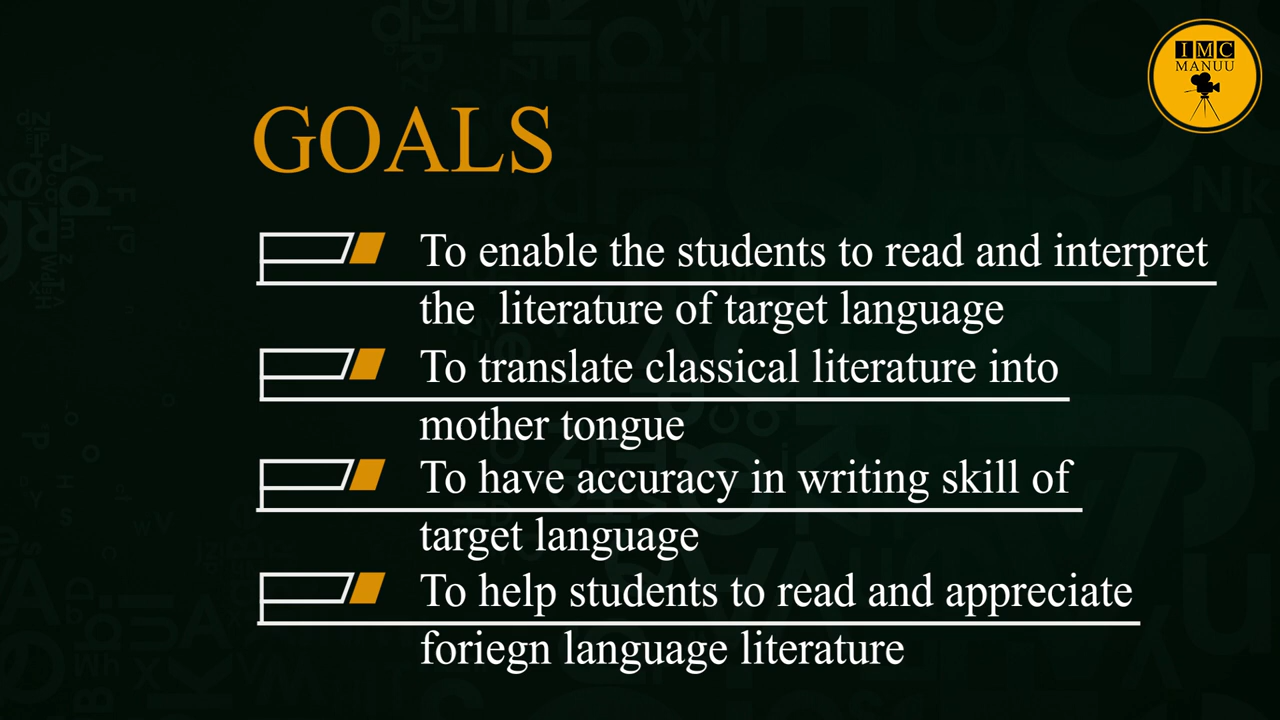 IMC
MANUU
GOALS
To enable the students to read and interpret
the literature of target language
To translate classical literature into
mother tongue
To have accuracy in writing skill of
target language
To help students to read and appreciate
foriegn language literature